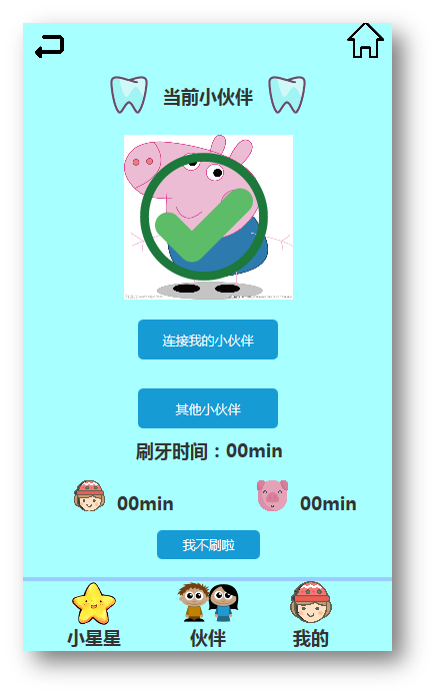 当前小伙伴
连接我的小伙伴
其他小伙伴
刷牙时间：00min
00min
00min
我不刷啦
小星星
伙伴
我的